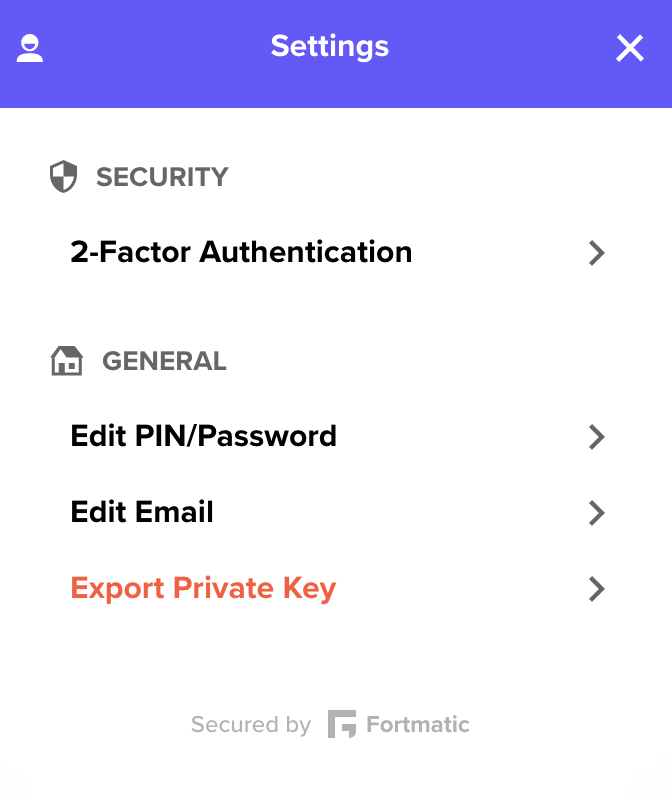 Settings
SECURITY
2-Factor Authentication
GENERAL
Edit PIN/Password
Edit Email
Export Private Key
Secured by Fortmatic